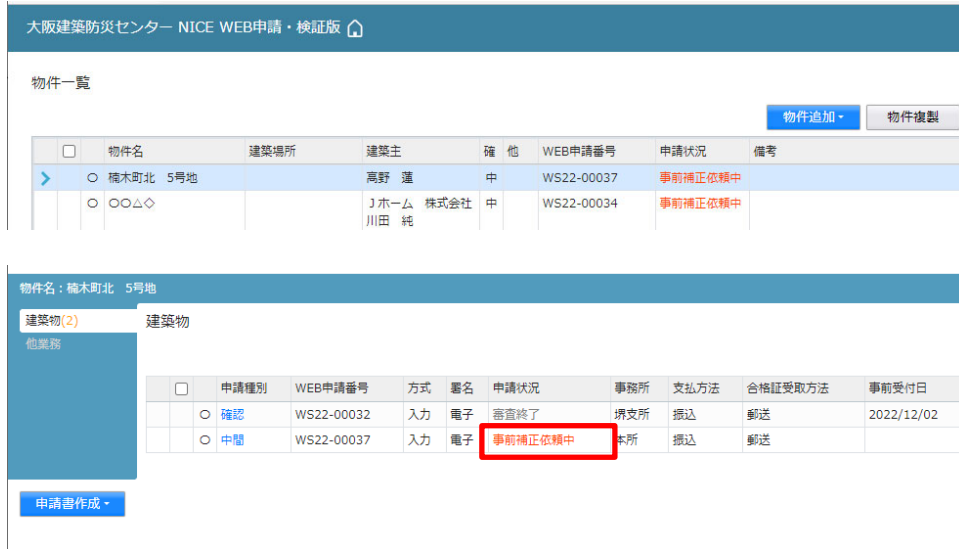 大阪建築防災センター NICE WEB申請・検証版
物件一覧
物件追加 物件複製
物件名 建築場所 建築主 確 他 WEB申請番号 申請状況 備考
楠木町北 5号地 高野 蓮 中 WS22-00037 事前補正依頼中
〇〇△◇ Jホーム 株式会社 川田 純 中 WS22-00034 事前補正依頼中
物件名:楠木町北 5号地
建築物(2)
他業務
建築物
申請種別 WEB申請番号 方式 署名 申請状況 事務所 支払方法 合格証受取方法 事前受付日
確認 WS22-00032 入力 電子 審査終了 堺支所 振込 郵送 2022/12/02
中間 WS22-00037 入力 電子 事前補正依頼中 本所 振込 郵送
申請書作成